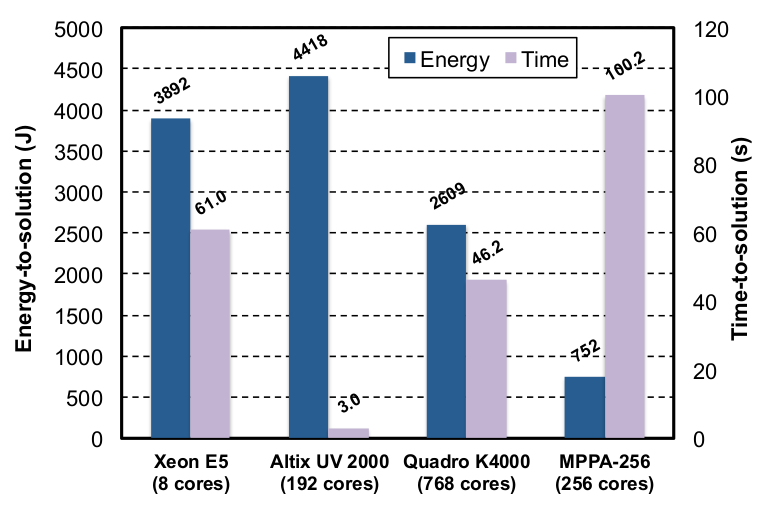 Energy Time
Energy-to-solution (J)
5000
4500
4000
3500
3000
2500
2000
1500
1000
500
0
3892
61.0
4418
3.0
2609
46.2
752
100.2
120
100
80
60
40
20
0
Time-to-solution (s)
Xeon E5
(8 cores)
Altix UV 2000
(192 cores)
Quadro K4000
(768 cores)
MPPA-256
(256 cores)